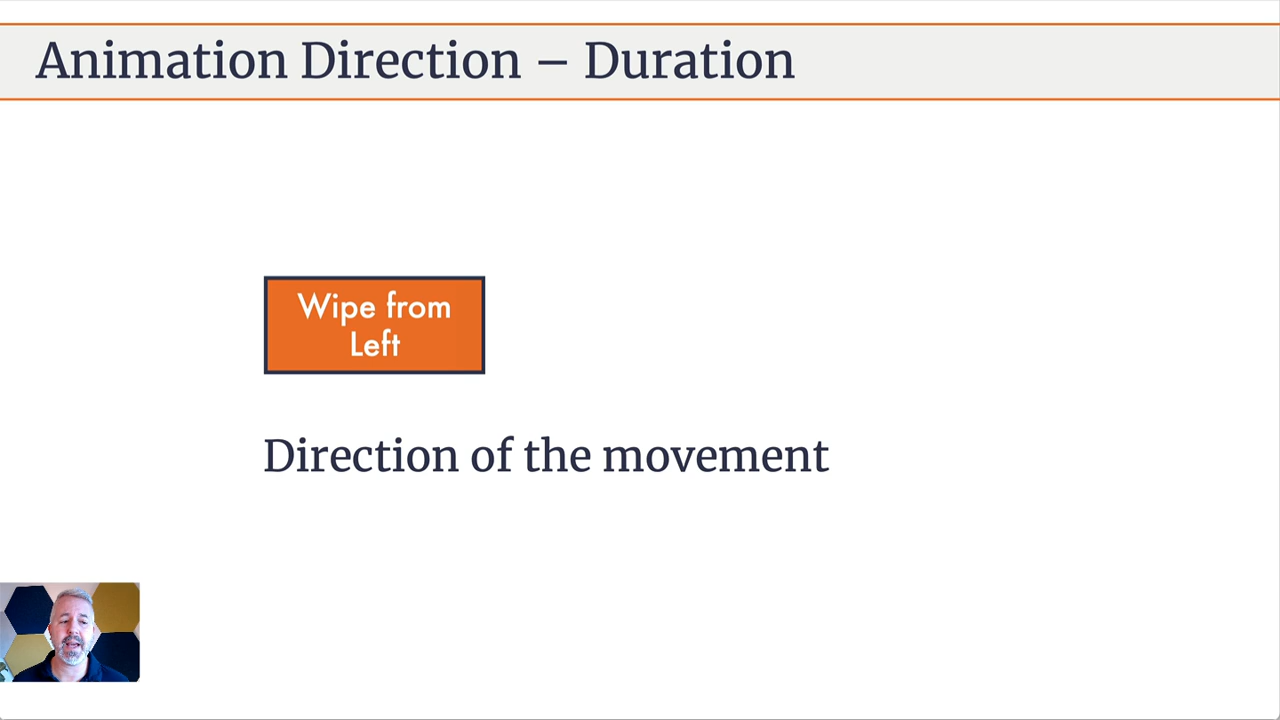 Animation Direction – Duration
Wipe from
Left
Direction of the movement